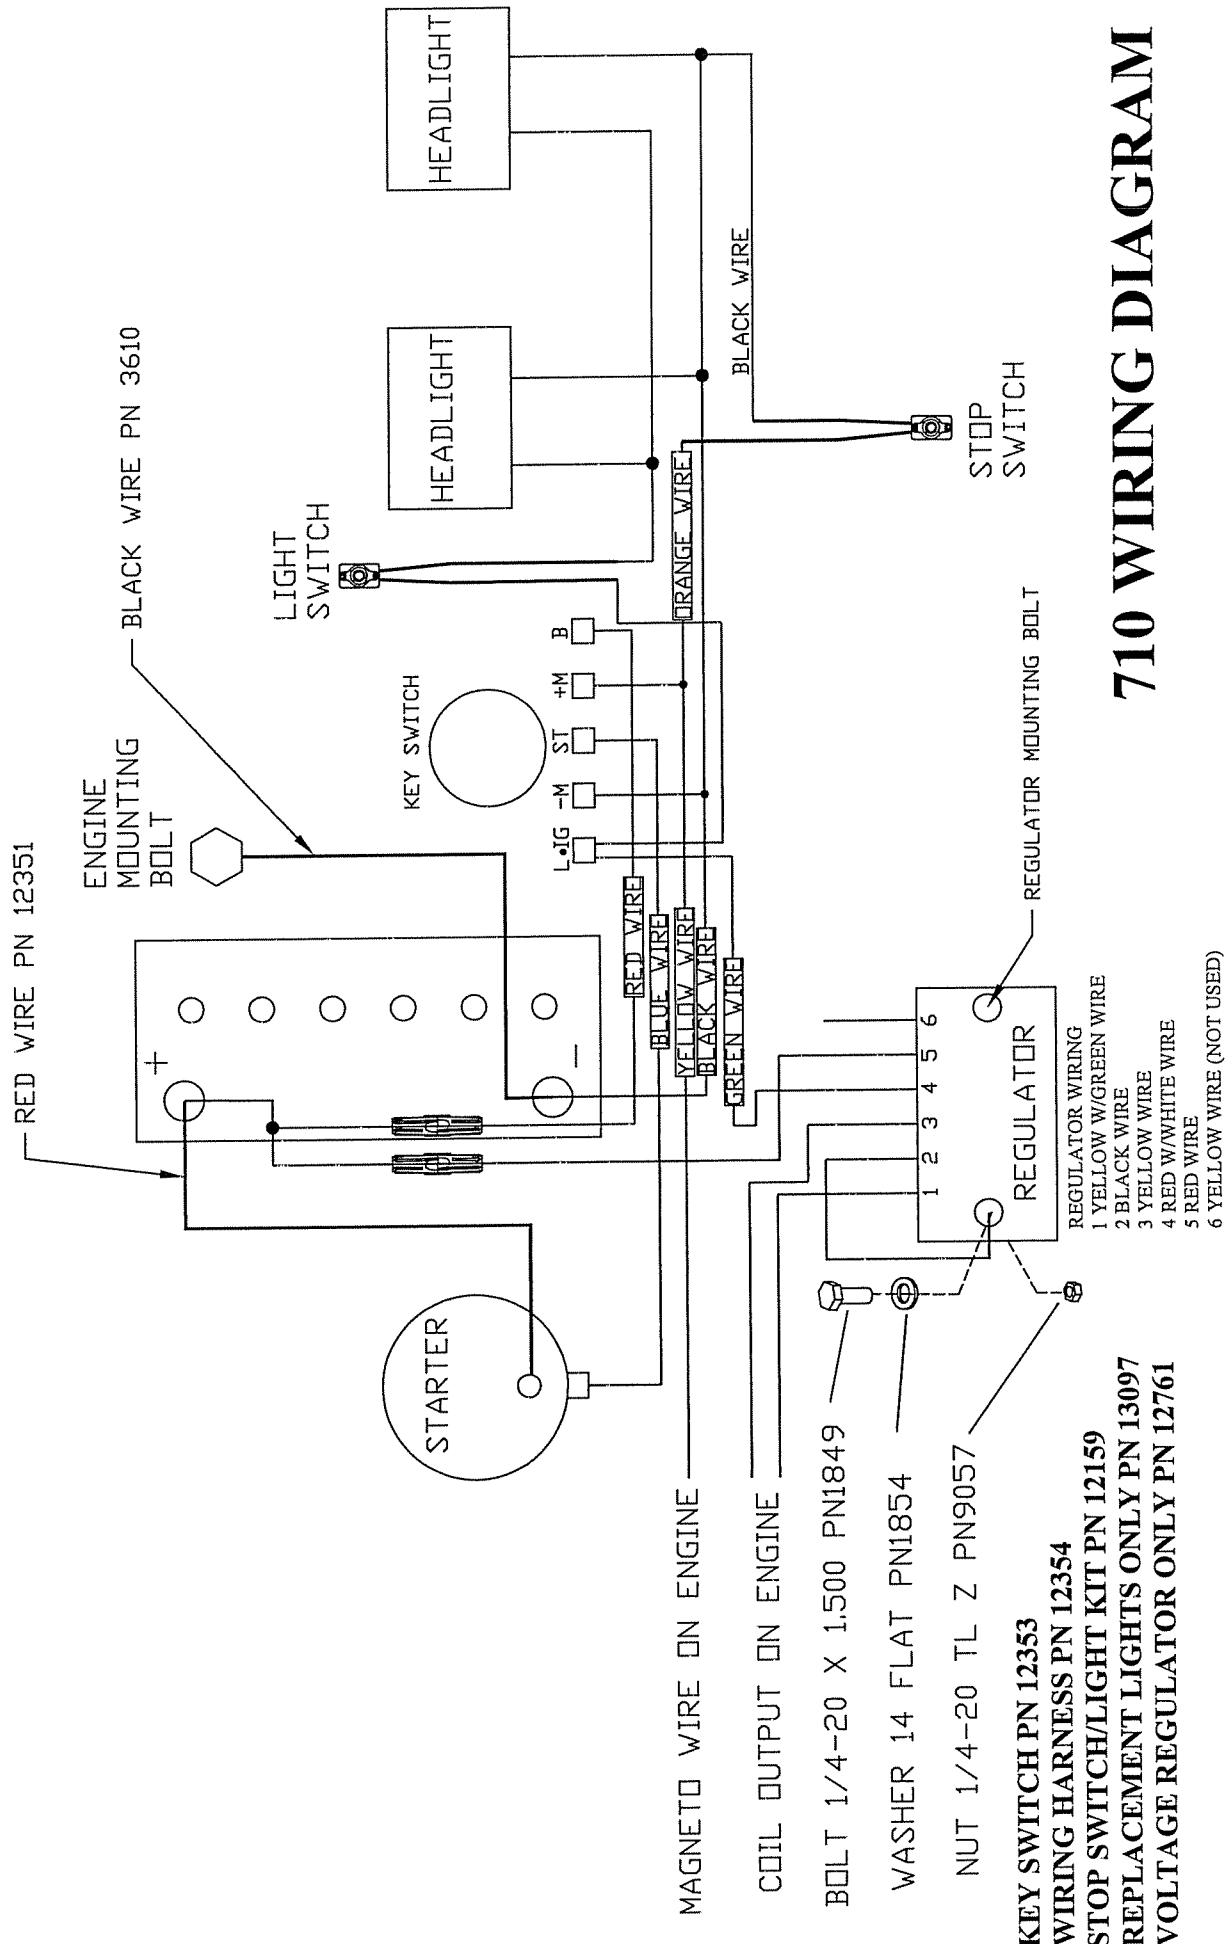 RED WIRE PN 12351
ENGINE
MOUNTING
BOLT
BLACK WIRE PN 3610
LIGHT
SWITCH
HEADLIGHT
HEADLIGHT
+
-
KEY SWITCH
L•IG
-M
ST
+M
B
STARTER
RED WIRE
BLUE WIRE
YELLOW WIRE
BLACK WIRE
GREEN WIRE
ORANGE WIRE
BLACK WIRE
STOP
SWITCH
MAGNETO WIRE ON ENGINE
COIL OUTPUT ON ENGINE
BOLT 1/4-20 X 1.500 PN1849
WASHER 14 FLAT PN1854
NUT 1/4-20 TL Z PN9057
1
2
3
4
5
6
REGULATOR
REGULATOR MOUNTING BOLT
REGULATOR WIRING
1 YELLOW W/GREEN WIRE
2 BLACK WIRE
3 YELLOW WIRE
4 RED W/WHITE WIRE
5 RED WIRE
6 YELLOW WIRE (NOT USED)
KEY SWITCH PN 12353
WIRING HARNESS PN 12354
STOP SWITCH/LIGHT KIT PN 12159
REPLACEMENT LIGHTS ONLY PN 13097
VOLTAGE REGULATOR ONLY PN 12761
710 WIRING DIAGRAM